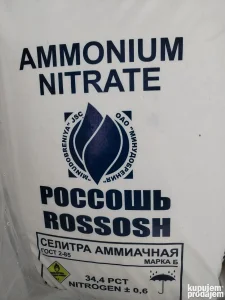 AMMONIUM
NITRATE
"MINUDOBRENIYA" JSC
ОАО "МИНУДОБРЕНИЯ"
РОССОШЬ
ROSSOSH
СЕЛИТРА АММИАЧНАЯ
ГОСТ 2-85
МАРКА Б
34,4 PCT
NITROGEN ± 0,6
kupujem
prodajem